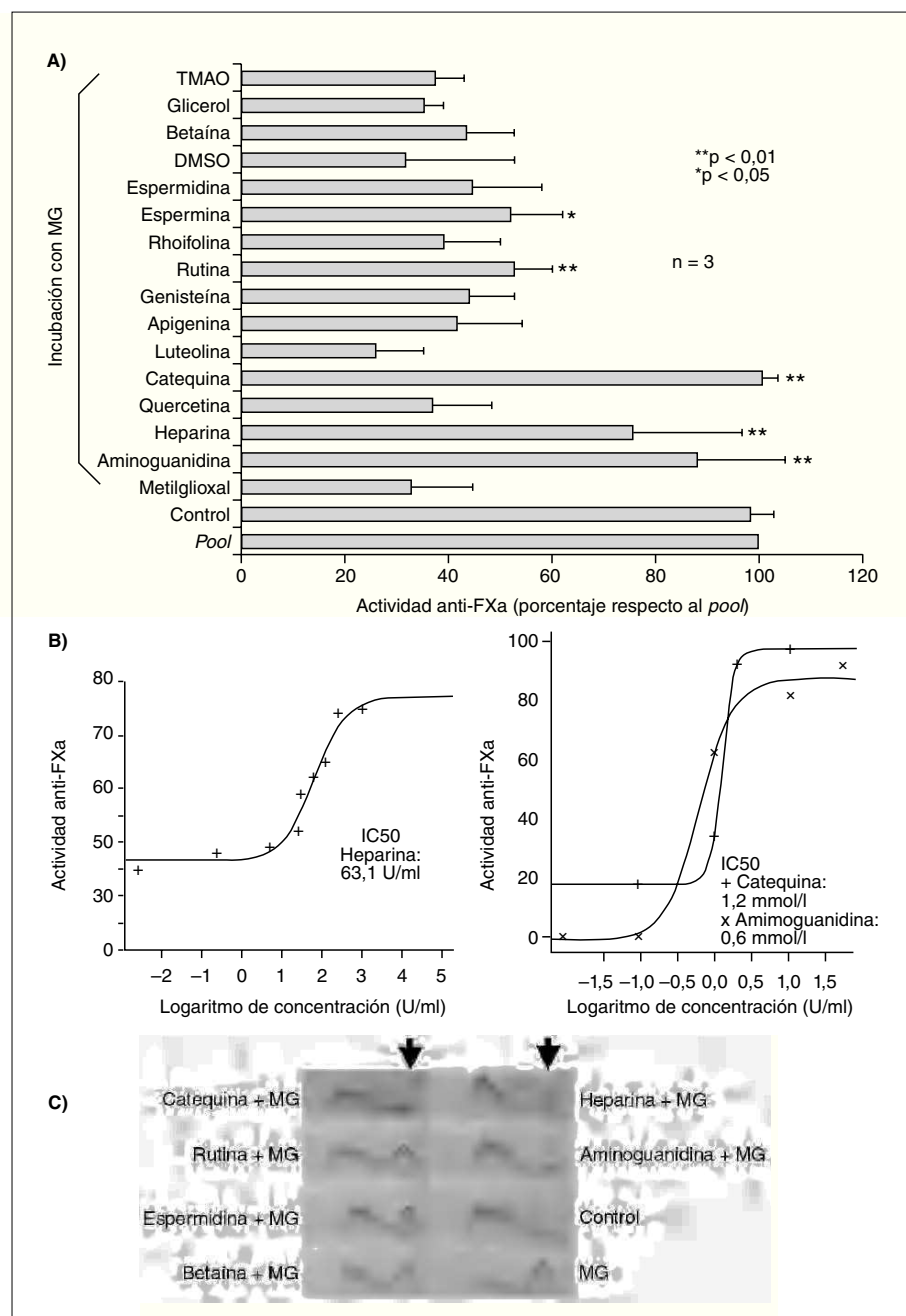 A)
Incubación con MG
TMAO
Glicerol
Betaína
DMSO
Espermidina
Espermina
Rhoifolina
Rutina
Genisteína
Apigenina
Luteolina
Catequina
Quercetina
Heparina
Aminoguanidina
Metilglioxal
Control
Pool
*
**
**
**
**
**p < 0,01
*p < 0,05
n = 3
0 20 40 60 80 100 120
Actividad anti-FXa (porcentaje respecto al pool)
B)
Actividad anti-FXa
80
70
60
50
30
0
–2 –1 0 1 2 3 4 5
Logaritmo de concentración (U/ml)
IC50
Heparina:
63,1 U/ml
Actividad anti-FXa
100
80
60
40
20
0
–1,5 –1,0 –0,5 0,0 0,5 1,0 1,5
Logaritmo de concentración (U/ml)
IC50
+ Catequina:
1,2 mmol/l
x Amimoguanidina:
0,6 mmol/l
C)
Catequina + MG
Rutina + MG
Espermidina + MG
Betaína + MG
Heparina + MG
Aminoguanidina + MG
Control
MG